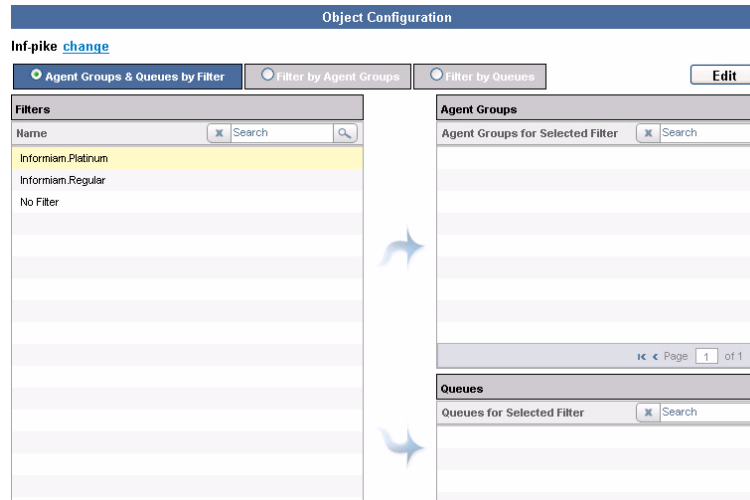 Object Configuration
Inf-pike change
Agent Groups & Queues by Filter Filter by Agent Groups Filter by Queues Edit
Filters
Name x Search
Informiam.Platinum
Informiam.Regular
No Filter
Agent Groups
Agent Groups for Selected Filter x Search
Page 1 of 1
Queues
Queues for Selected Filter x Search